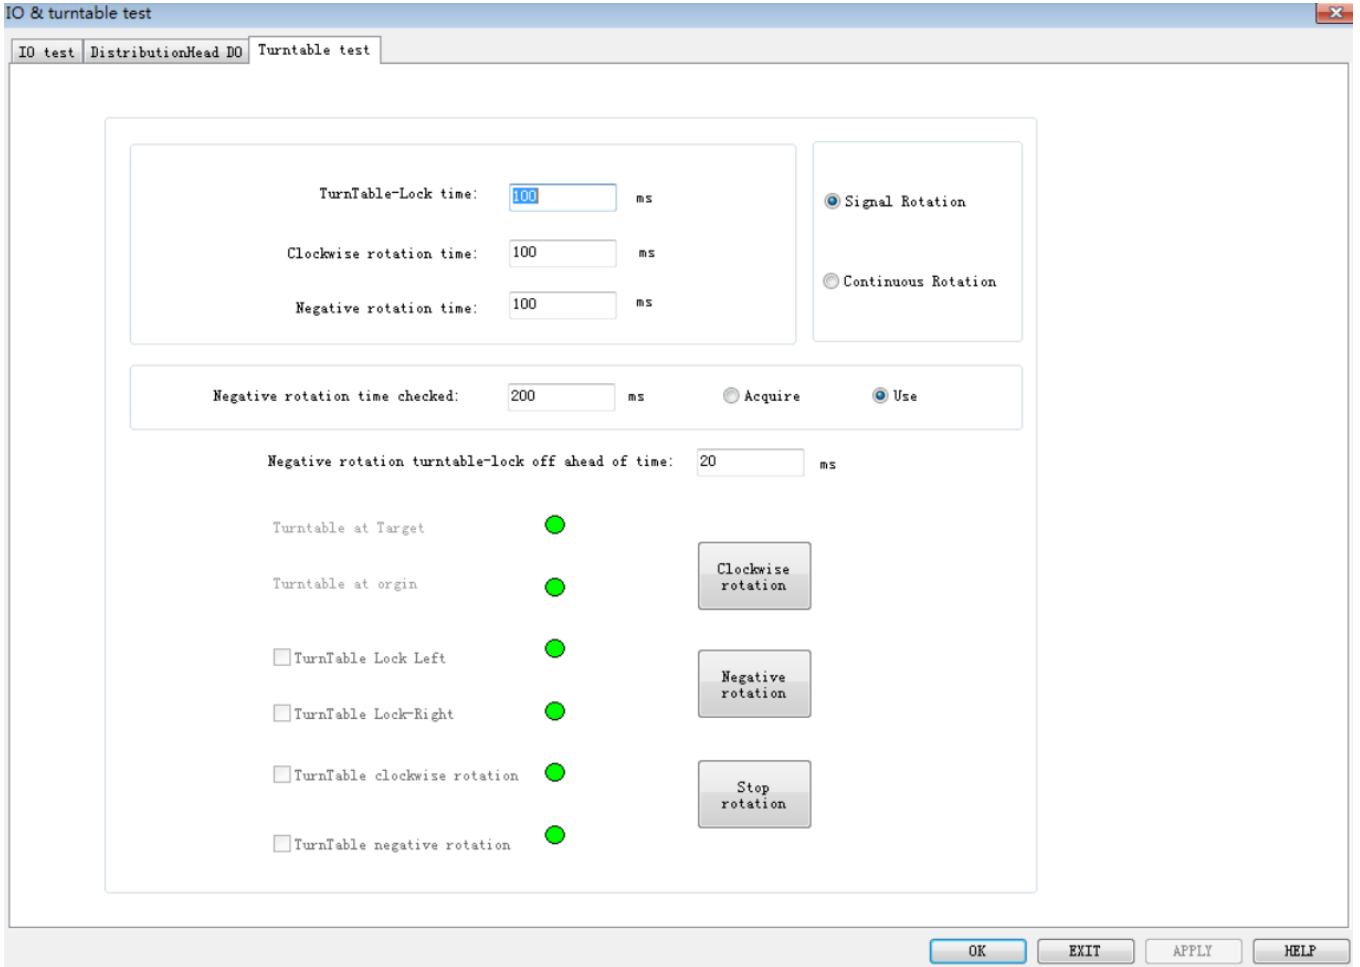 IO & turntable test
IO test
DistributionHead DO
Turntable test
TurnTable-Lock time:
100
ms
Signal Rotation
Clockwise rotation time:
100
ms
Continuous Rotation
Negative rotation time:
100
ms
Negative rotation time checked:
200
ms
Acquire
Use
Negative rotation turntable-lock off ahead of time:
20
ms
Turntable at Target
Clockwise
rotation
Turntable at orgin
TurnTable Lock Left
Negative
rotation
TurnTable Lock-Right
TurnTable clockwise rotation
Stop
rotation
TurnTable negative rotation
OK
EXIT
APPLY
HELP